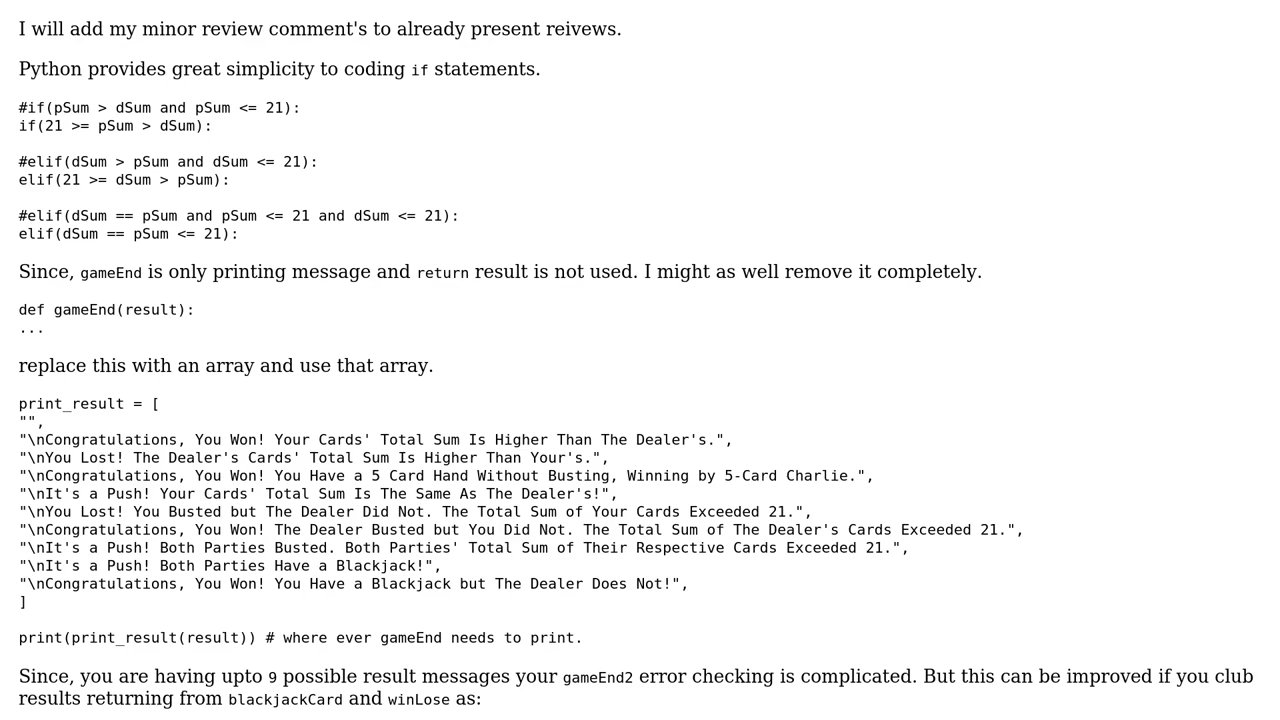 I will add my minor review comment's to already present reivews.
Python provides great simplicity to coding if statements.
#if(pSum > dSum and pSum <= 21):
if(21 >= pSum > dSum):
#elif(dSum > pSum and dSum <= 21):
elif(21 >= dSum > pSum):
#elif(dSum == pSum and pSum <= 21 and dSum <= 21):
elif(dSum == pSum <= 21):
Since, gameEnd is only printing message and return result is not used. I might as well remove it completely.
def gameEnd(result):
...
replace this with an array and use that array.
print_result = [
"",
"\nCongratulations, You Won! Your Cards' Total Sum Is Higher Than The Dealer's.",
"\nYou Lost! The Dealer's Cards' Total Sum Is Higher Than Your's.",
"\nCongratulations, You Won! You Have a 5 Card Hand Without Busting, Winning by 5-Card Charlie.",
"\nIt's a Push! Your Cards' Total Sum Is The Same As The Dealer's!",
"\nYou Lost! You Busted but The Dealer Did Not. The Total Sum of Your Cards Exceeded 21.",
"\nCongratulations, You Won! The Dealer Busted but You Did Not. The Total Sum of The Dealer's Cards Exceeded 21.",
"\nIt's a Push! Both Parties Busted. Both Parties' Total Sum of Their Respective Cards Exceeded 21.",
"\nIt's a Push! Both Parties Have a Blackjack!",
"\nCongratulations, You Won! You Have a Blackjack but The Dealer Does Not!",
]
print(print_result(result)) # where ever gameEnd needs to print.
Since, you are having upto 9 possible result messages your gameEnd2 error checking is complicated. But this can be improved if you club
results returning from blackjackCard and winLose as: